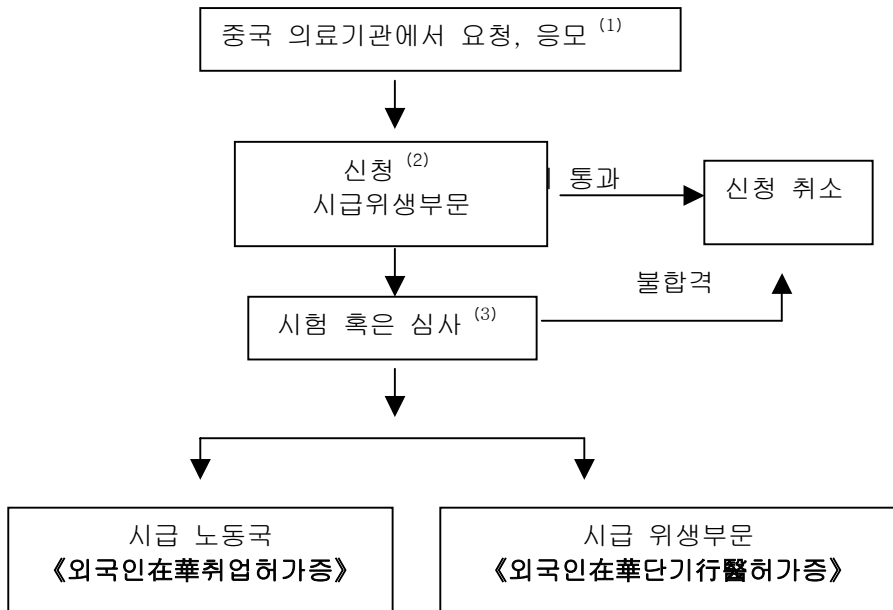 중국 의료기관에서 요청, 응모 (1)
신청 (2)
시급위생부문
통과
신청 취소
불합격
시험 혹은 심사 (3)
시급 노동국
《외국인在華취업허가증》
시급 위생부문
《외국인在華단기行醫허가증》